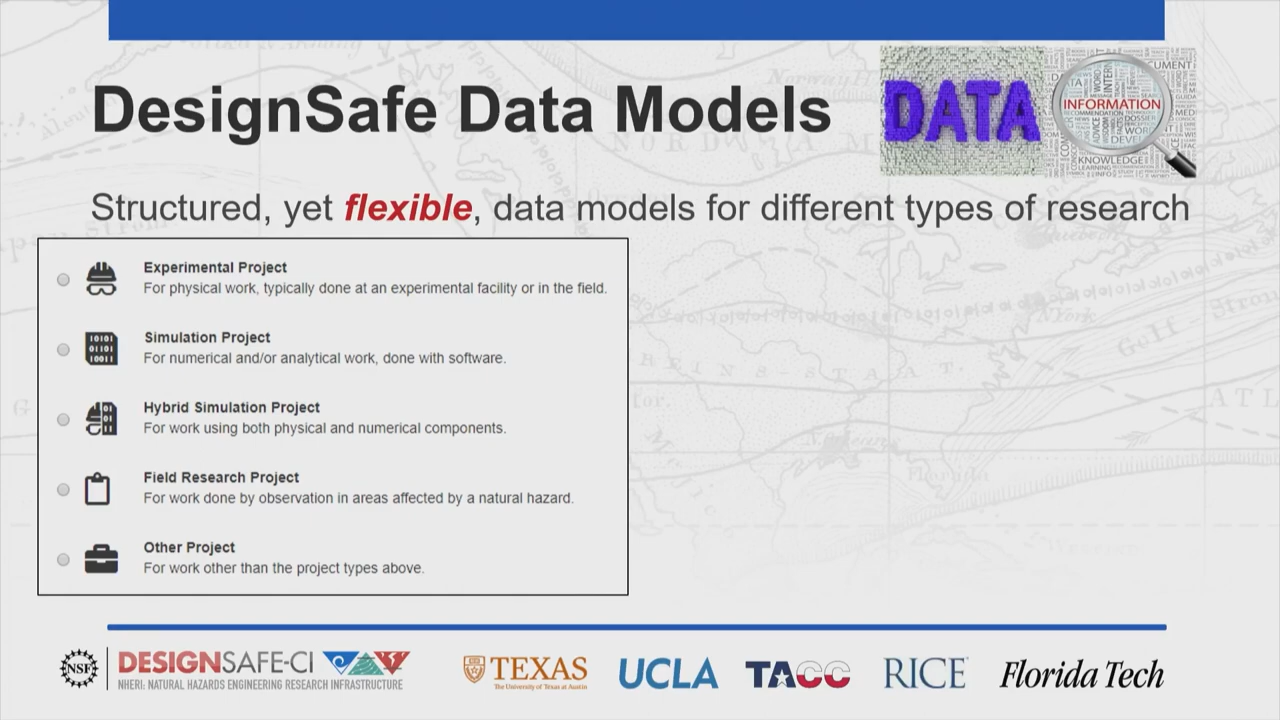 DesignSafe Data Models
DATA
INFORMATION
KNOWLEDGE
Structured, yet flexible, data models for different types of research
Experimental Project
For physical work, typically done at an experimental facility or in the field.
Simulation Project
For numerical and/or analytical work, done with software.
Hybrid Simulation Project
For work using both physical and numerical components.
Field Research Project
For work done by observation in areas affected by a natural hazard.
Other Project
For work other than the project types above.
NSF
DESIGNSAFE-CI
NHERI: NATURAL HAZARDS ENGINEERING RESEARCH INFRASTRUCTURE
TEXAS
The University of Texas at Austin
UCLA
TACC
RICE
Florida Tech